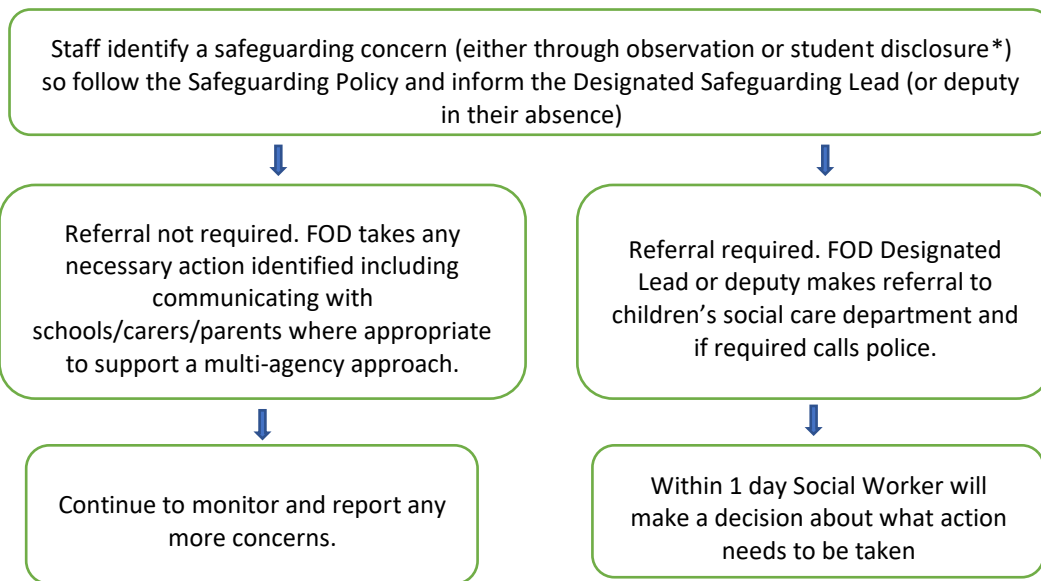 Staff identify a safeguarding concern (either through observation or student disclosure*)
so follow the Safeguarding Policy and inform the Designated Safeguarding Lead (or deputy
in their absence)
Referral not required. FOD takes any
necessary action identified including
communicating with
schools/carers/parents where appropriate
to support a multi-agency approach.
Referral required. FOD Designated
Lead or deputy makes referral to
children’s social care department and
if required calls police.
Continue to monitor and report any
more concerns.
Within 1 day Social Worker will
make a decision about what action
needs to be taken